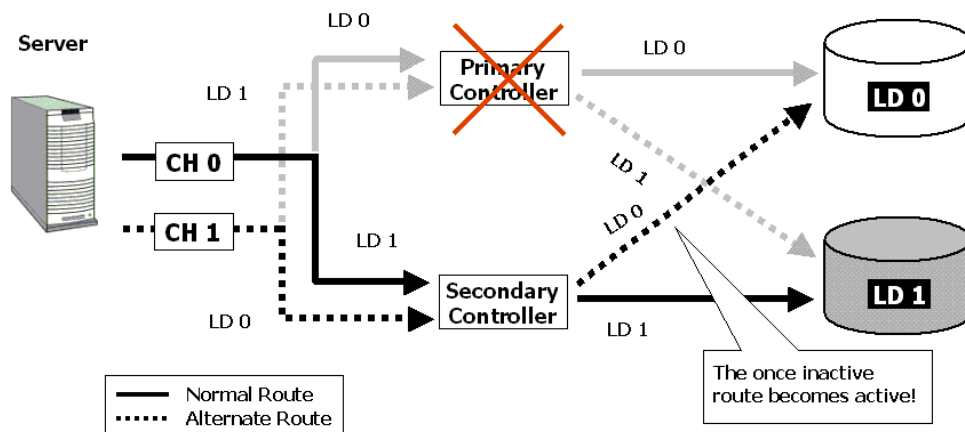 Server
LD 0
LD 1
CH 0
CH 1
LD 1
LD 0
Primary
Controller
LD 0
LD 1
LD 0
Secondary
Controller
LD 1
LD 0
LD 1
The once inactive
route becomes active!
Normal Route
Alternate Route